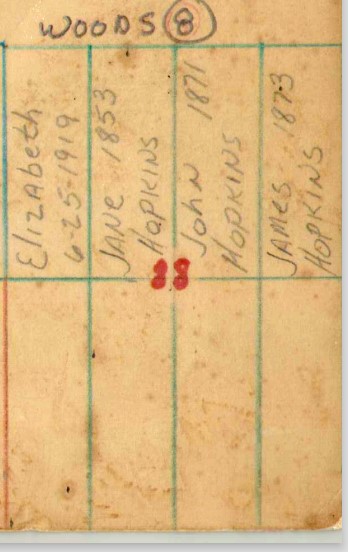 WOODS 8
ElizAbeth
6-25-1919
JANE 1853
HOPKINS
John 1871
HOPKINS
JAMES 1873
HOPKINS